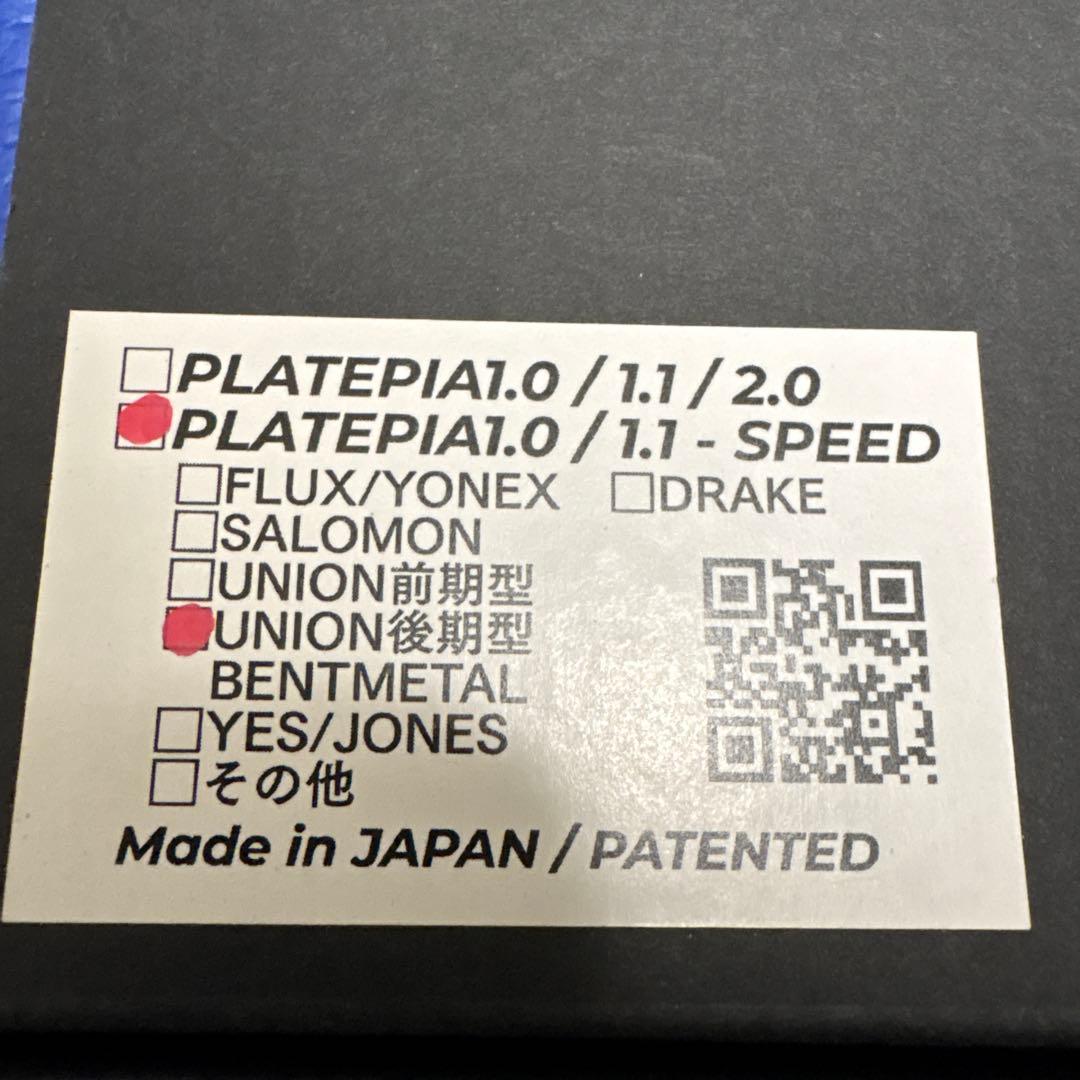 PLATEPIA1.0 / 1.1 / 2.0
PLATEPIA1.0 / 1.1 - SPEED
FLUX/YONEX DRAKE
SALOMON
UNION前期型
UNION後期型
BENTMETAL
YES/JONES
その他
Made in JAPAN / PATENTED